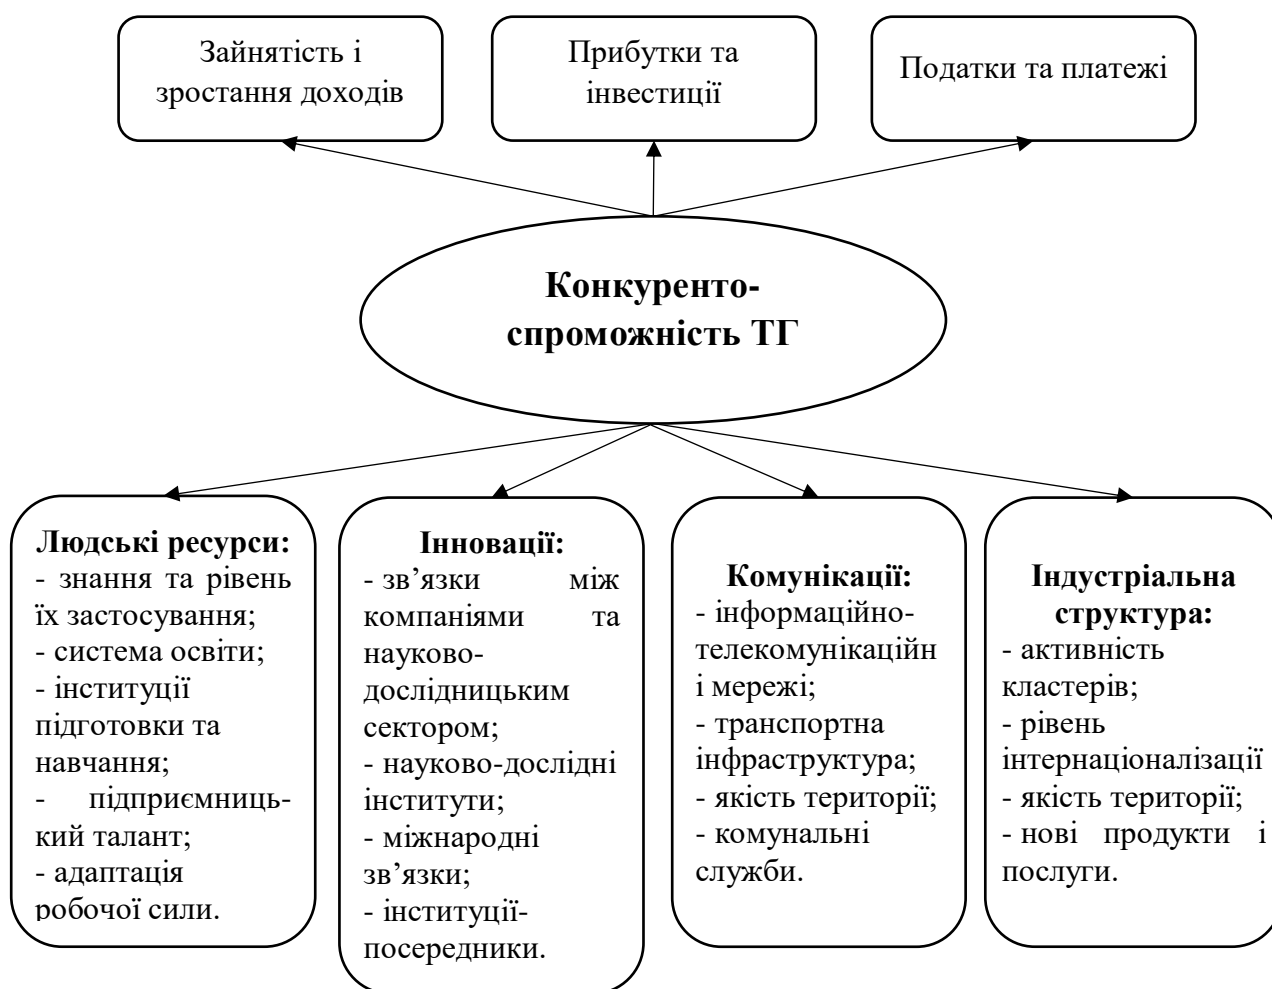 Зайнятість і
зростання доходів
Прибутки та
інвестиції
Податки та платежі
Конкуренто-
спроможність ТГ
Людські ресурси:
- знання та рівень
їх застосування;
- система освіти;
- інституції
підготовки та
навчання;
- підприємниць-
кий талант;
- адаптація
робочої сили.
Інновації:
- зв’язки між
компаніями та
науково-
дослідницьким
сектором;
- науково-дослідні
інститути;
- міжнародні
зв’язки;
- інституції-
посередники.
Комунікації:
- інформаційно-
телекомунікаційн
і мережі;
- транспортна
інфраструктура;
- якість території;
- комунальні
служби.
Індустріальна
структура:
- активність
кластерів;
- рівень
інтернаціоналізації
- якість території;
- нові продукти і
послуги.